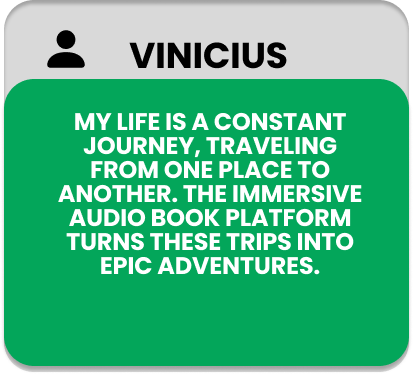 VINICIUS
MY LIFE IS A CONSTANT
JOURNEY, TRAVELING
FROM ONE PLACE TO
ANOTHER. THE IMMERSIVE
AUDIO BOOK PLATFORM
TURNS THESE TRIPS INTO
EPIC ADVENTURES.